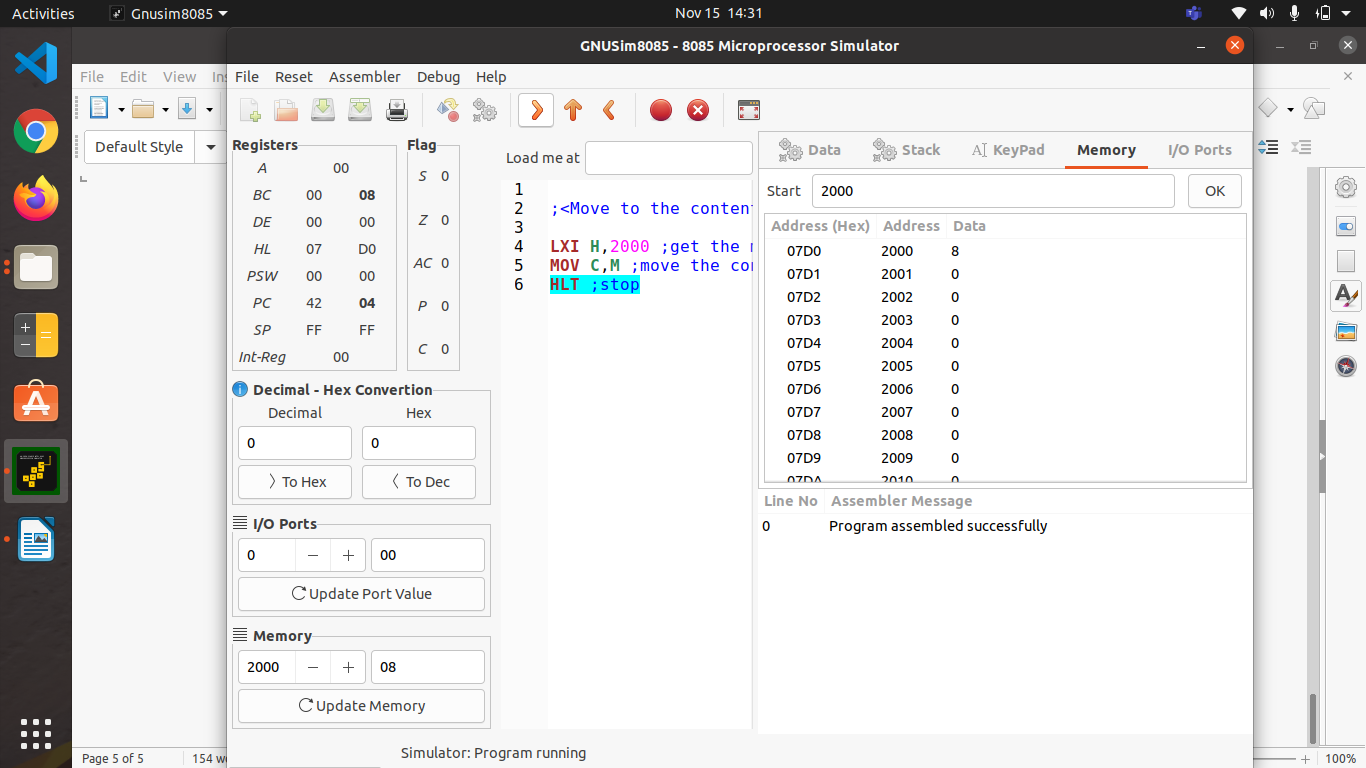 Activities Gnusim8085 Nov 15 14:31
GNUSim8085 - 8085 Microprocessor Simulator
File Edit View
File Reset Assembler Debug Help
Default Style
Registers
A 00
BC 00 08
DE 00 00
HL 07 D0
PSW 00 00
PC 42 04
SP FF FF
Int-Reg 00
Flag
S 0
Z 0
AC 0
P 0
C 0
Decimal - Hex Convertion
Decimal Hex
0 0
To Hex To Dec
I/O Ports
0 00
Update Port Value
Memory
2000 08
Update Memory
Load me at
1
2 ;<Move to the conten
3
4 LXI H,2000 ;get the m
5 MOV C,M ;move the con
6 HLT ;stop
Data Stack KeyPad Memory I/O Ports
Start 2000 OK
Address (Hex) Address Data
07D0 2000 8
07D1 2001 0
07D2 2002 0
07D3 2003 0
07D4 2004 0
07D5 2005 0
07D6 2006 0
07D7 2007 0
07D8 2008 0
07D9 2009 0
07DA 2010 0
Line No Assembler Message
0 Program assembled successfully
Simulator: Program running
Page 5 of 5 154 100%